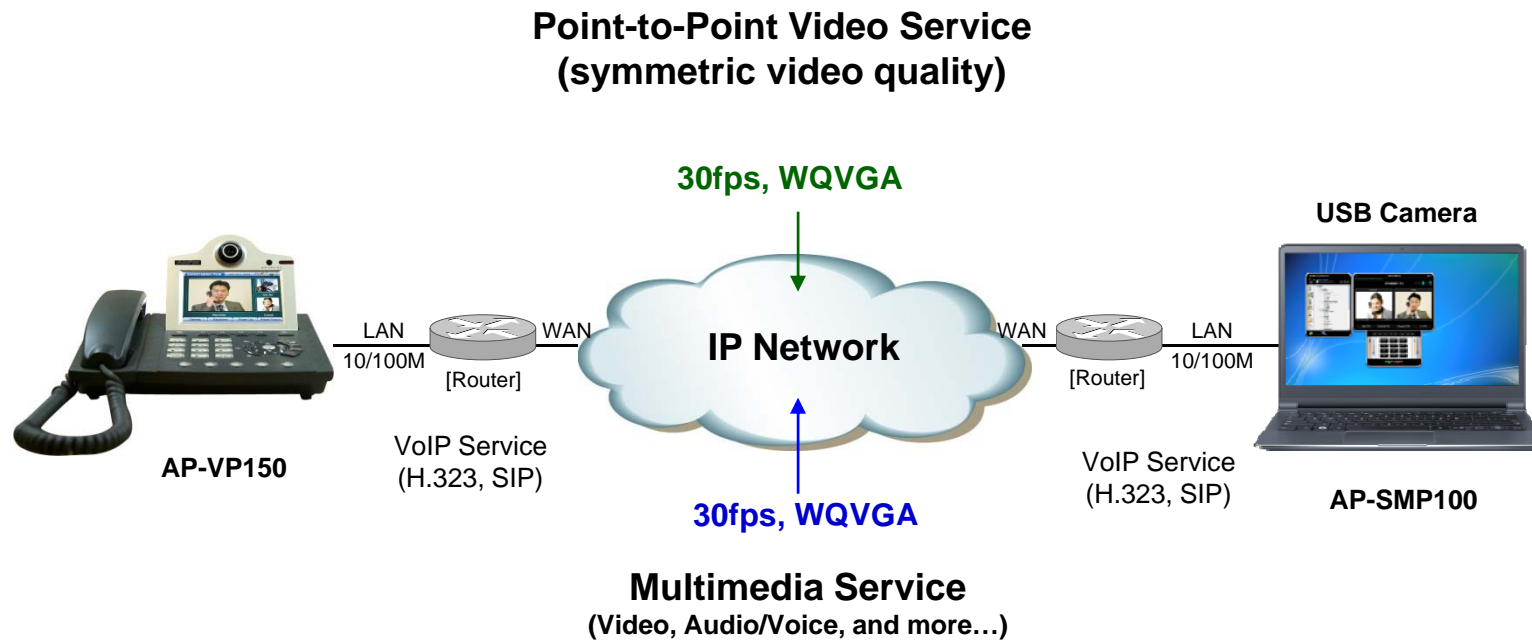 Point-to-Point Video Service
(symmetric video quality)
30fps, WQVGA
USB Camera
LAN
10/100M
WAN
[Router]
IP Network
WAN
[Router]
LAN
10/100M
AP-VP150
VoIP Service
(H.323, SIP)
VoIP Service
(H.323, SIP)
AP-SMP100
30fps, WQVGA
Multimedia Service
(Video, Audio/Voice, and more…)